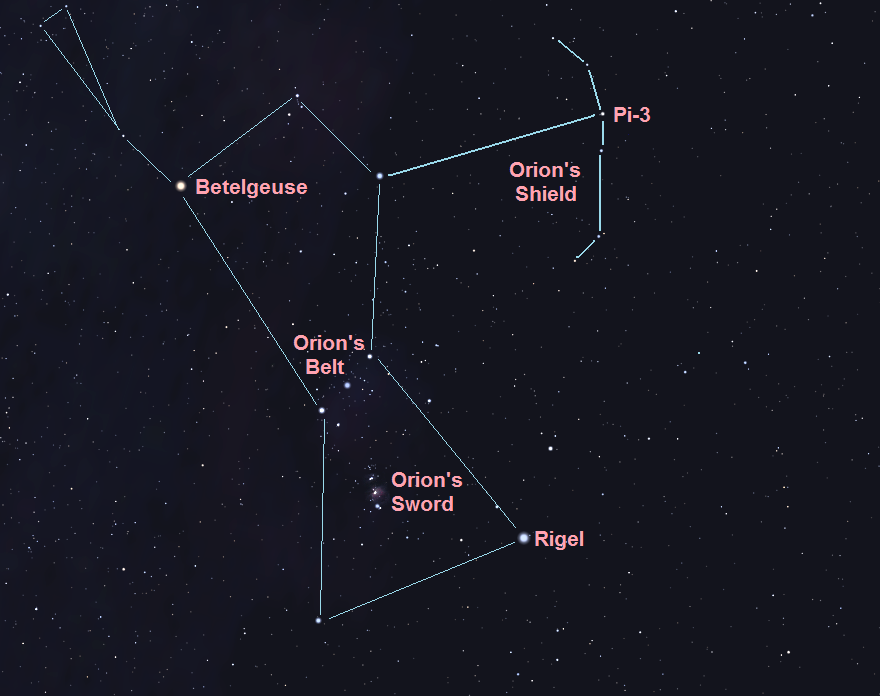 Pi-3
Orion's
Shield
Betelgeuse
Orion's
Belt
Orion's
Sword
Rigel